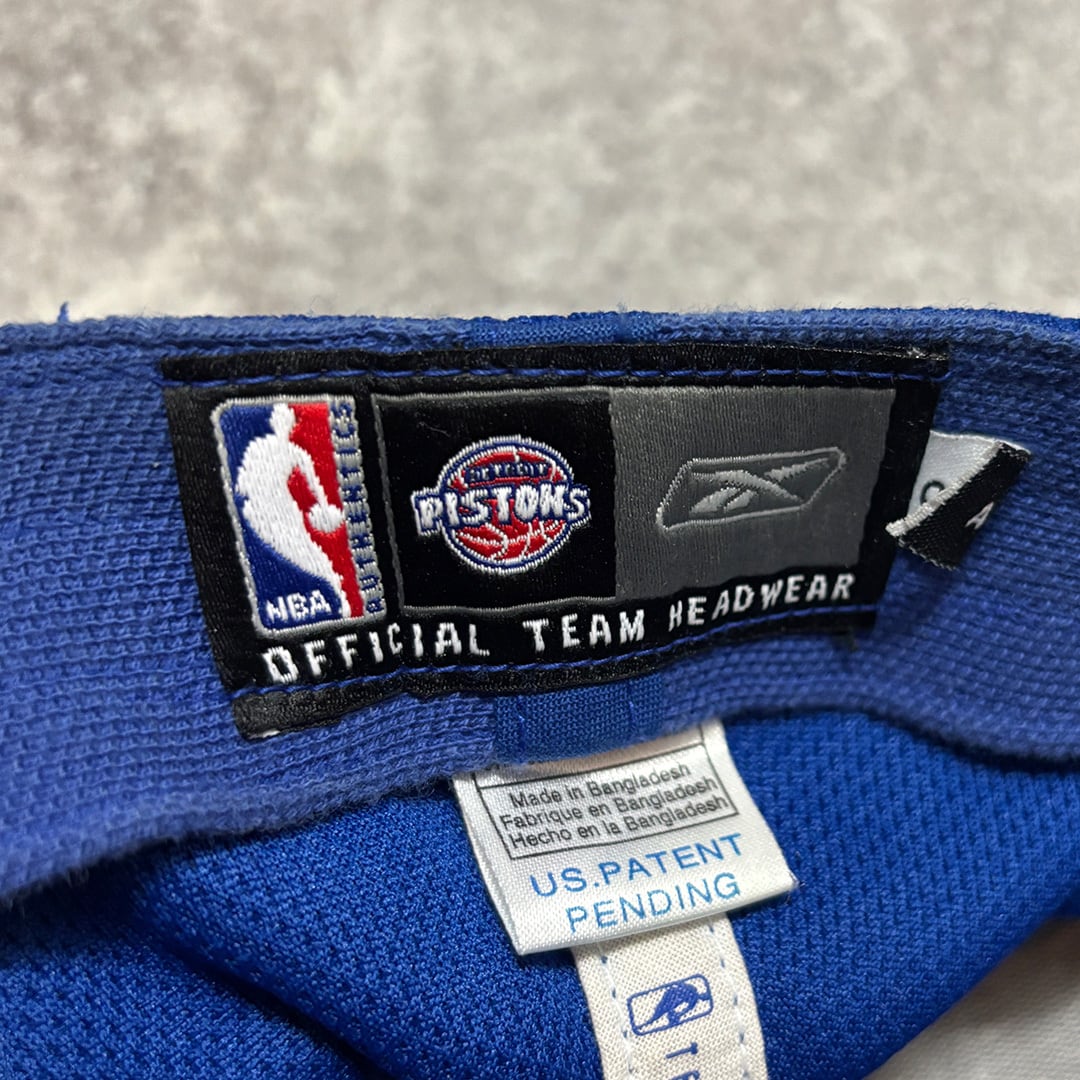 NBA
AUTHENTICS
DETROIT
PISTONS
OFFICIAL TEAM HEADWEAR
Made in Bangladesh
Fabrique en Bangladesh
Hecho en la Bangladesh
US.PATENT
PENDING